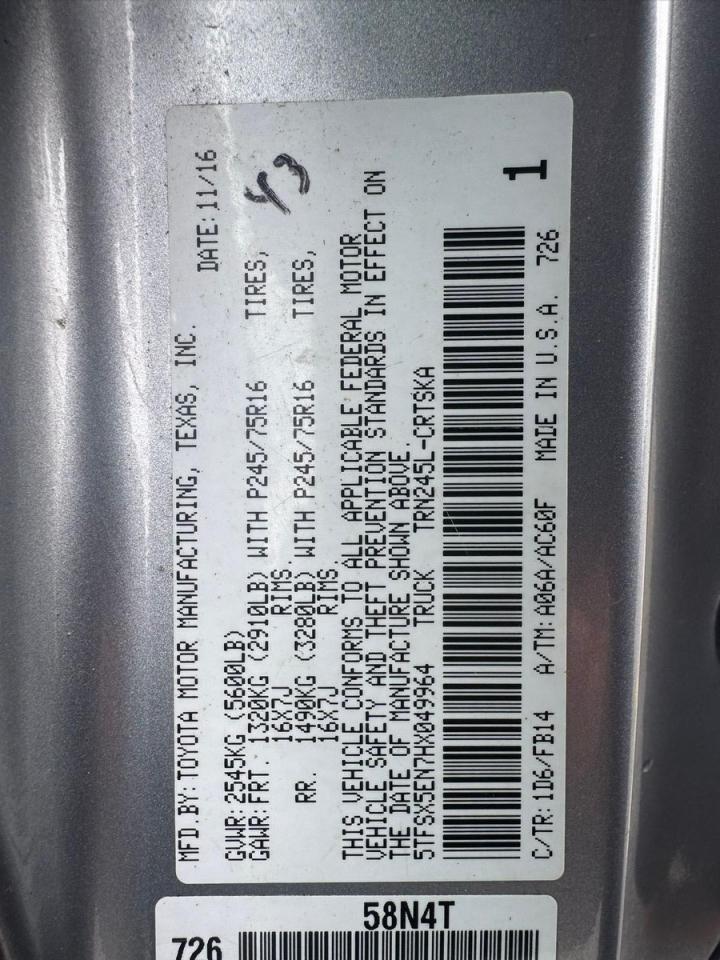 MFD.BY:TOYOTA MOTOR MANUFACTURING, TEXAS, INC.
DATE:11/16
GVWR:2545KG (5600LB)
GAWR:FRT. 1320KG (2910LB) WITH P245/75R16 TIRES,
16X7J RIMS.
RR. 1490KG (3280LB) WITH P245/75R16 TIRES,
16X7J RIMS.
43
THIS VEHICLE CONFORMS TO ALL APPLICABLE FEDERAL MOTOR
VEHICLE SAFETY AND THEFT PREVENTION STANDARDS IN EFFECT ON
THE DATE OF MANUFACTURE SHOWN ABOVE.
5TFSX5EN7HX049964 TRUCK TRN245L-CRTSKA
C/TR:1D6/FB14 A/TM:A06A/AC60F MADE IN U.S.A. 726
1
58N4T
726